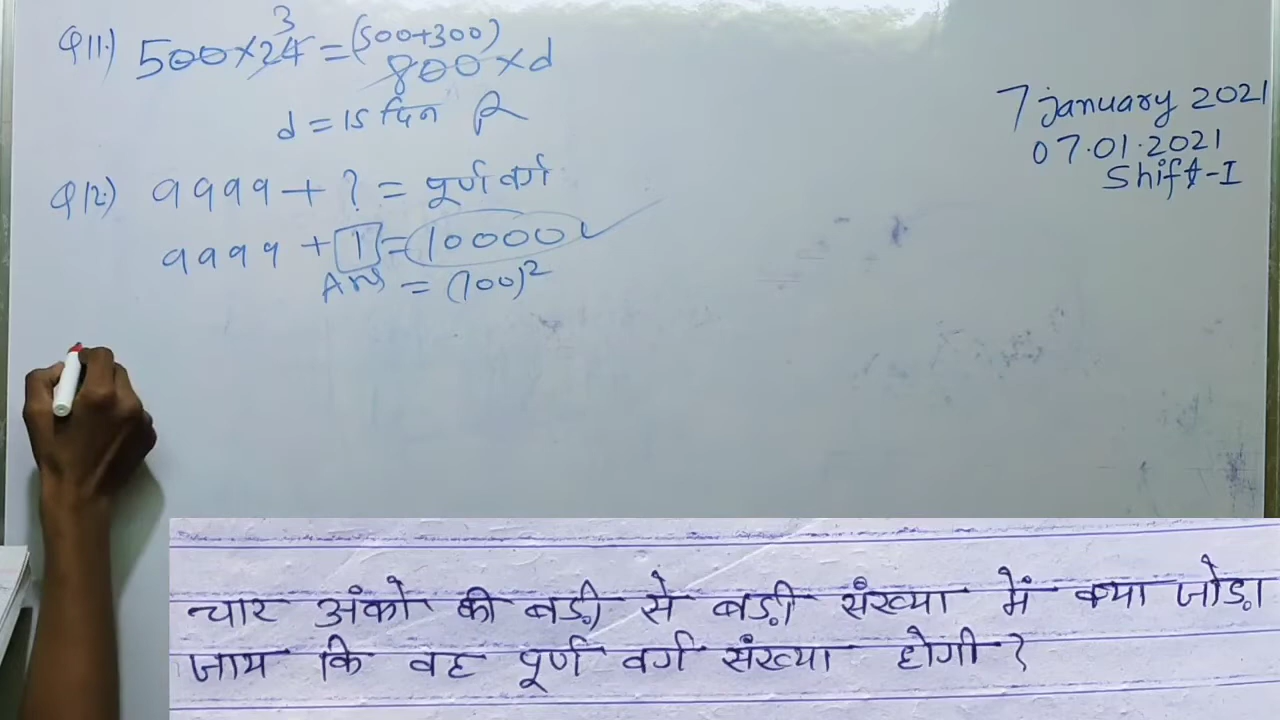 Q11.) 500×24 3 = (500+300)
800×d
d = 15 दिन
Q12.) 9999 + ? = पूर्ण वर्ग
9999 + 1 = 10000
Ans = (100)²
7 january 2021
07.01.2021
Shift-I
चार अंको की बड़ी से बड़ी संख्या में क्या जोड़ा
जाय कि वह पूर्ण वर्ग संख्या होगी?